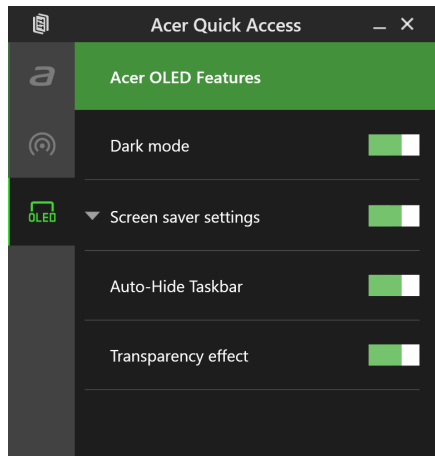 Acer Quick Access
a
Acer OLED Features
Dark mode
OLED
Screen saver settings
Auto-Hide Taskbar
Transparency effect